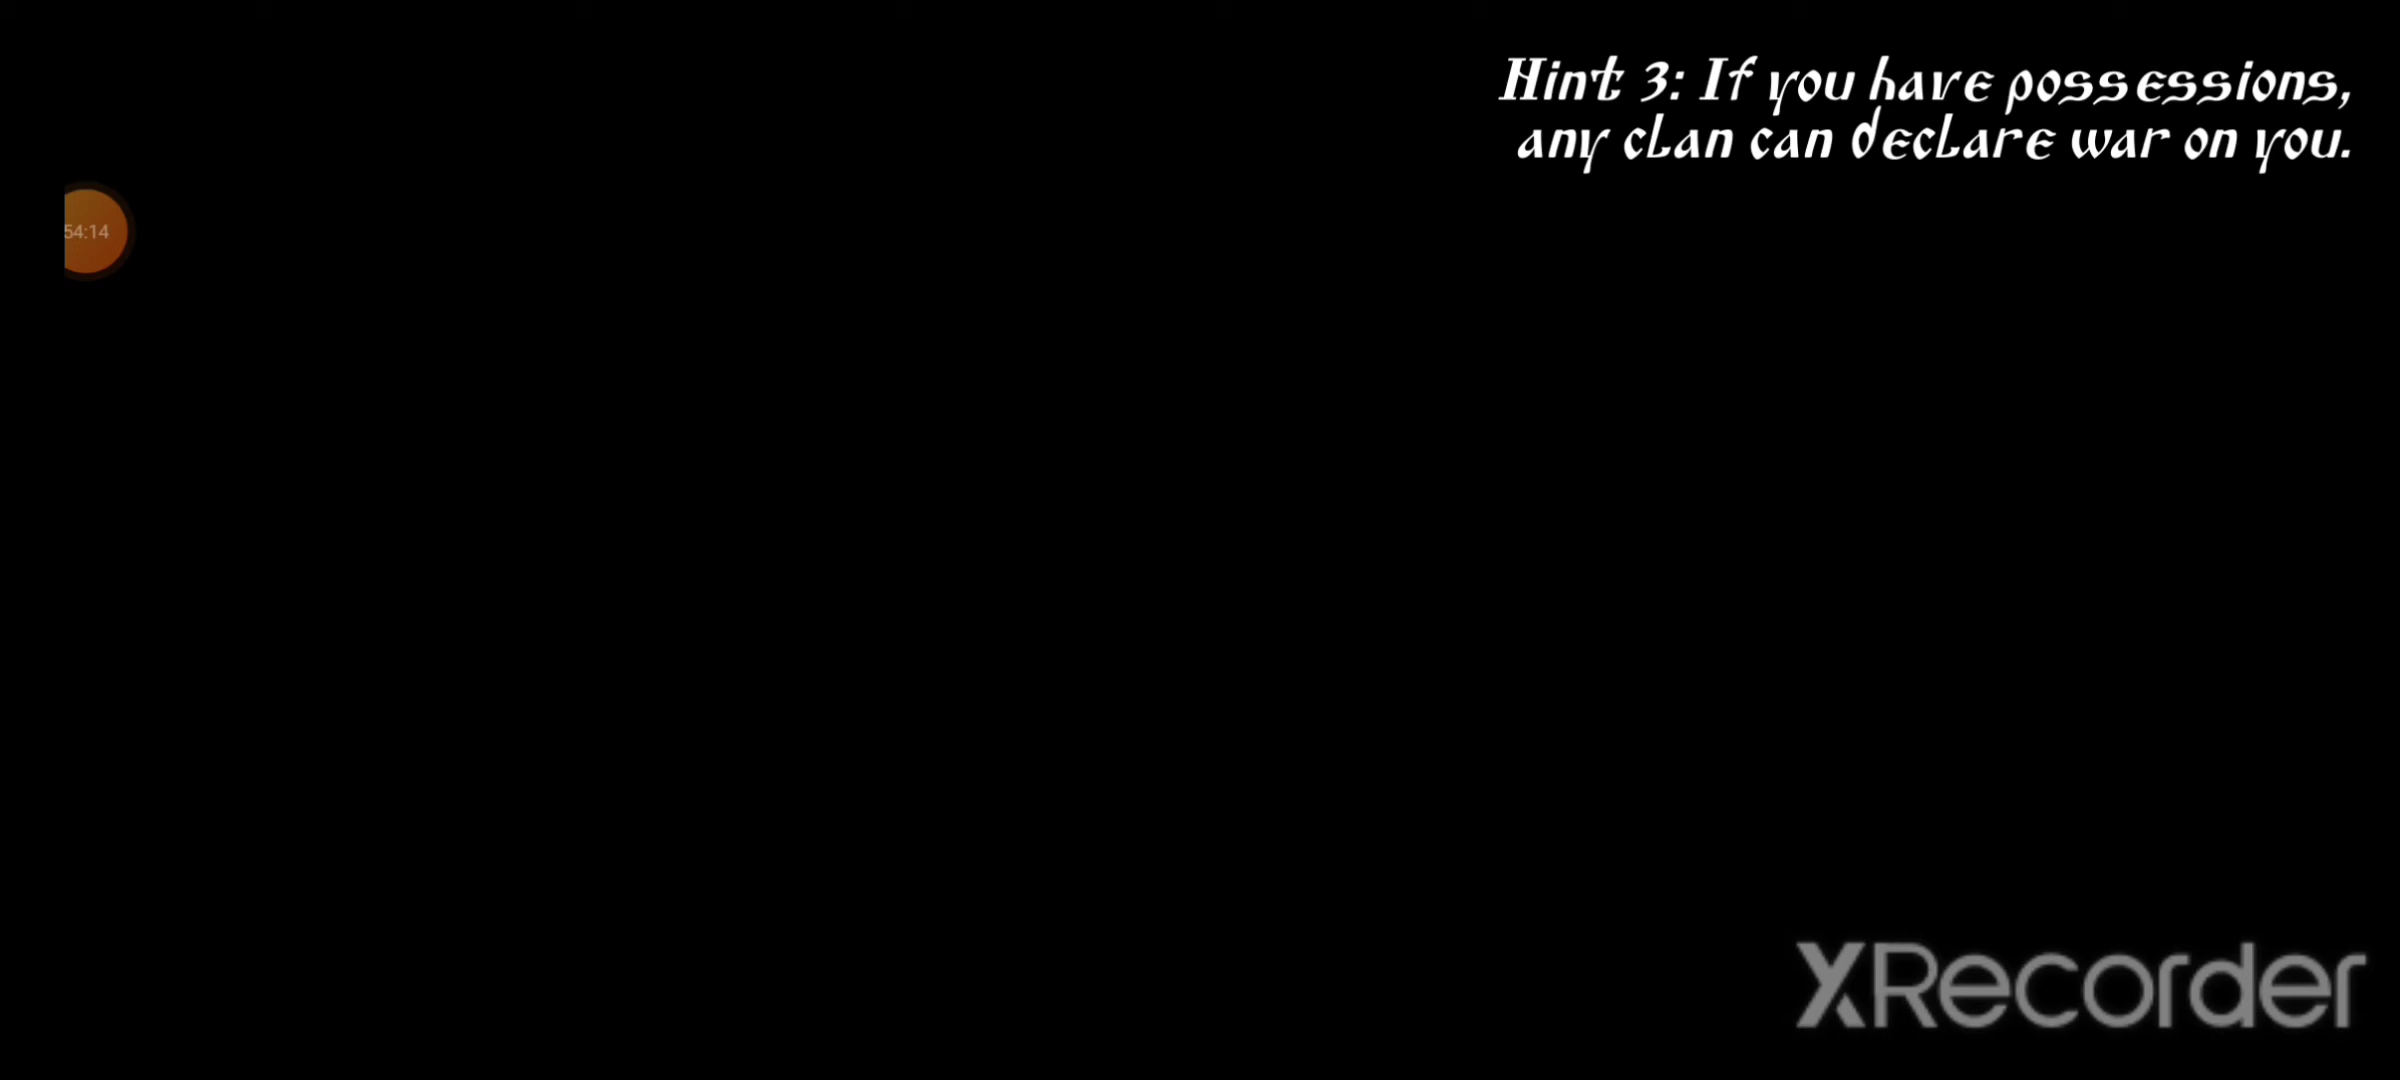 Hint 3: If you have possessions,
any clan can declare war on you.
54:14
XRecorder